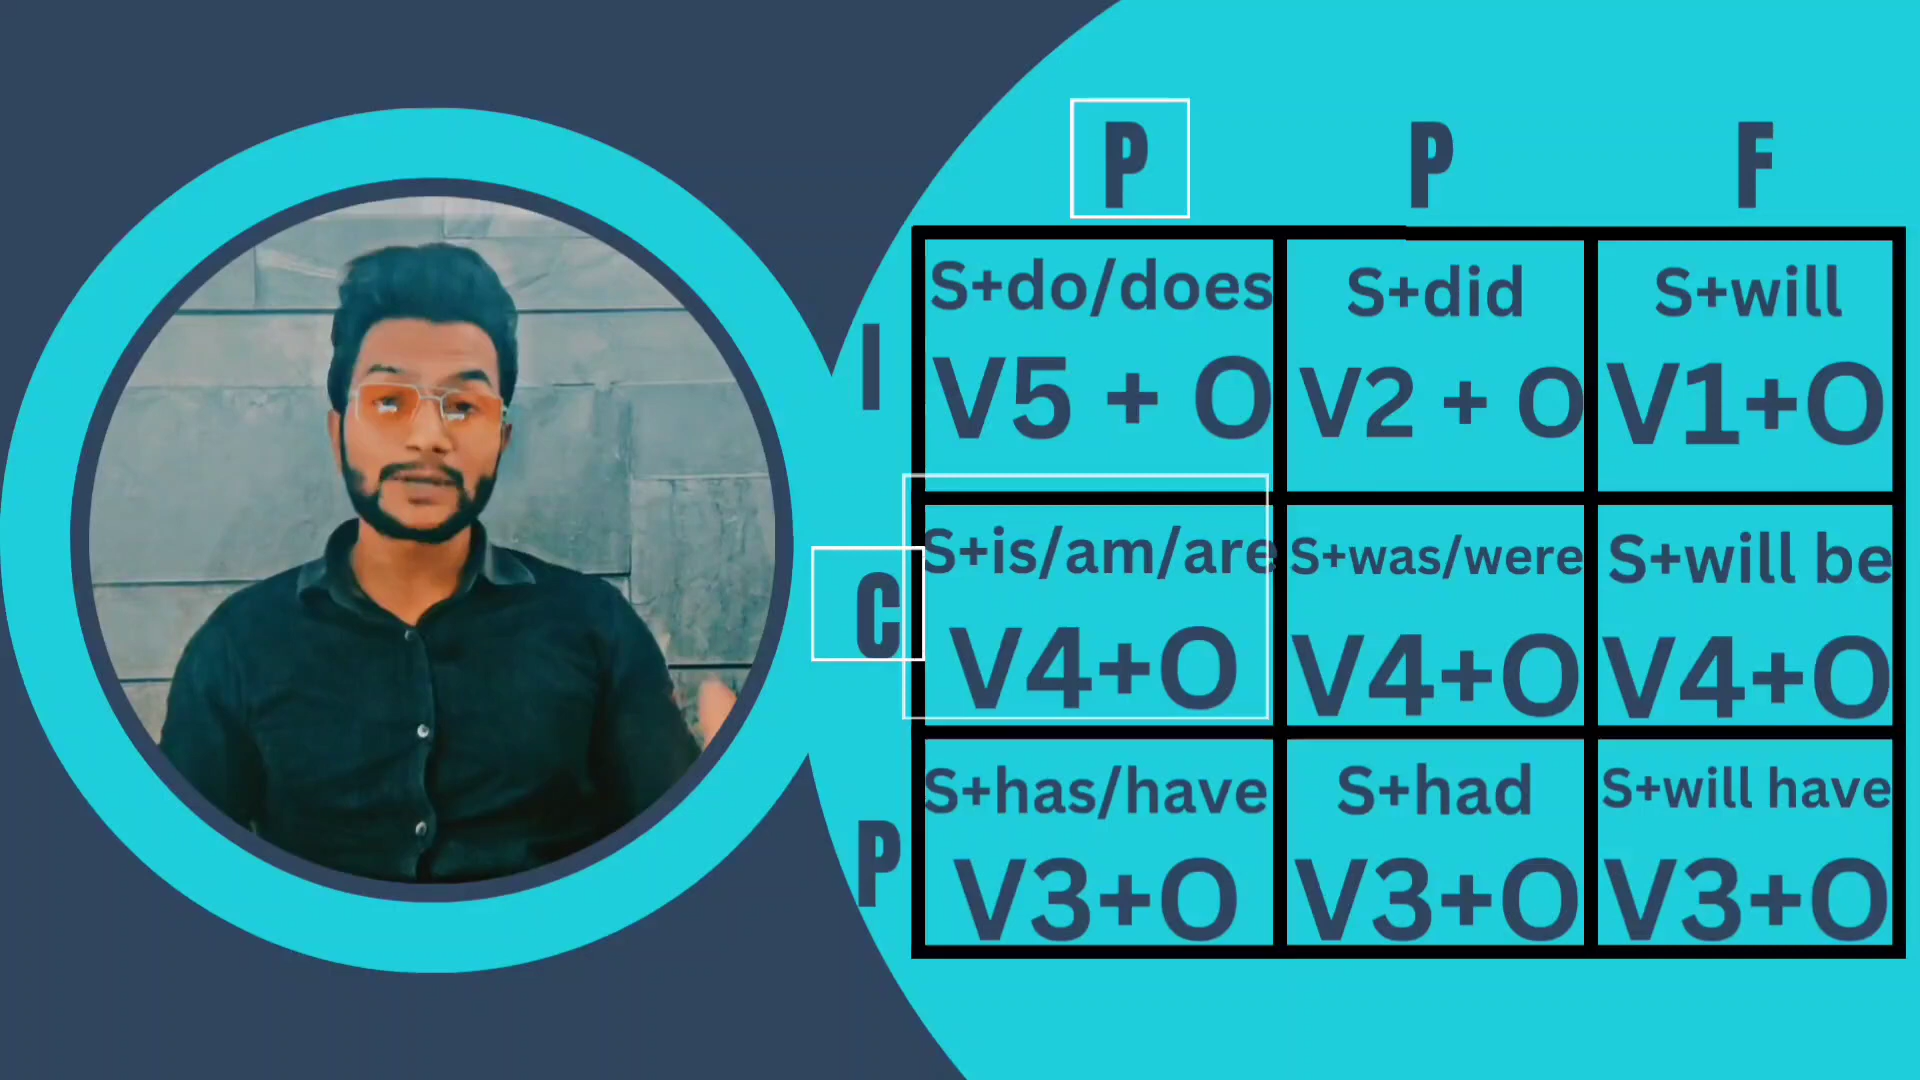 P P F
I
S+do/does S+did S+will
V5 + O V2 + O V1+O
C
S+is/am/are S+was/were S+will be
V4+O V4+O V4+O
P
S+has/have S+had S+will have
V3+O V3+O V3+O